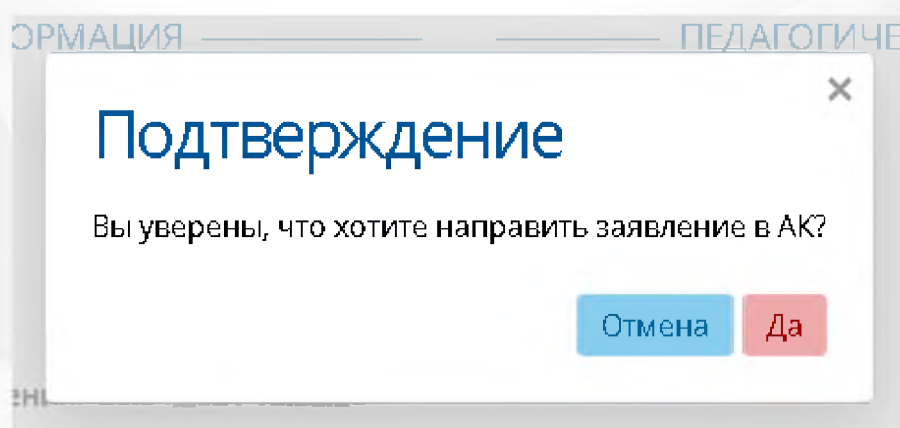 ОРМАЦИЯ ПЕДАГОГИЧЕ
×
Подтверждение
Вы уверены, что хотите направить заявление в АК?
Отмена Да